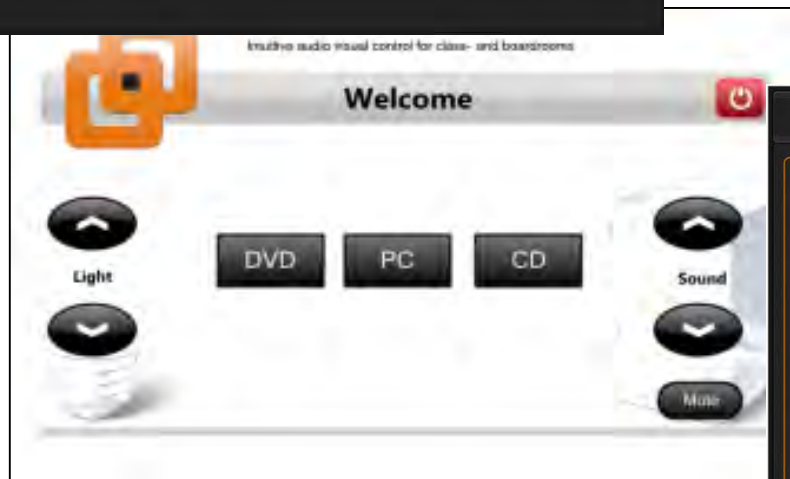 Intuitive audio visual control for class- and boardrooms
Welcome
DVD PC CD
Light
Sound
Mute